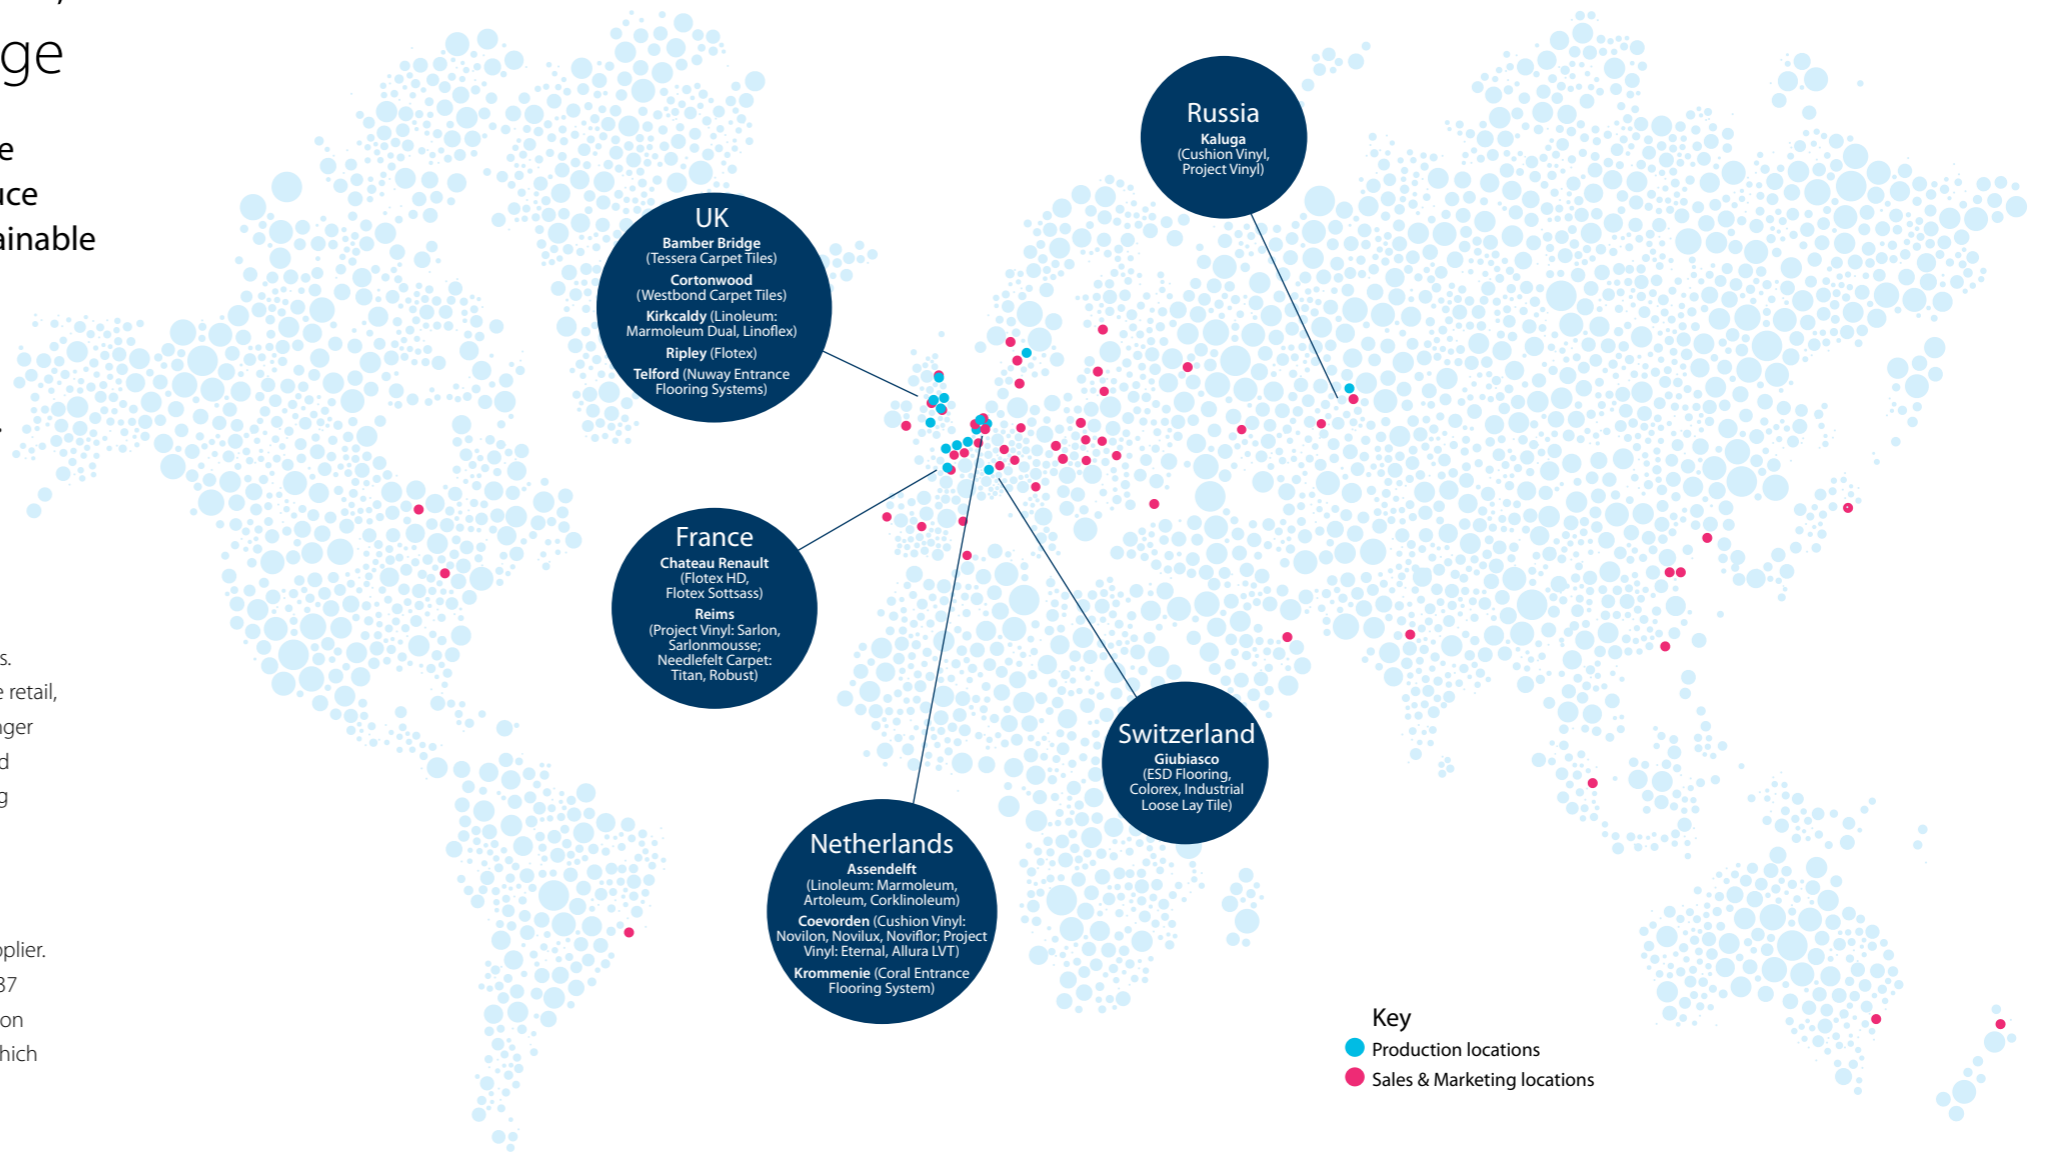 ge
e
uce
ainable
s.
e retail,
nger
d
g
pplier.
37
on
hich
UK
Bamber Bridge
(Tessera Carpet Tiles)
Cortonwood
(Westbond Carpet Tiles)
Kirkcaldy (Linoleum:
Marmoleum Dual, Linoflex)
Ripley (Flotex)
Telford (Nuway Entrance
Flooring Systems)
Russia
Kaluga
(Cushion Vinyl,
Project Vinyl)
France
Chateau Renault
(Flotex HD,
Flotex Sottsass)
Reims
(Project Vinyl: Sarlon,
Sarlonmousse;
Needlefelt Carpet:
Titan, Robust)
Switzerland
Giubiasco
(ESD Flooring,
Colorex, Industrial
Loose Lay Tile)
Netherlands
Assendelft
(Linoleum: Marmoleum,
Artoleum, Corklinoleum)
Coevorden (Cushion Vinyl:
Novilon, Novilux, Noviflor; Project
Vinyl: Eternal, Allura LVT)
Krommenie (Coral Entrance
Flooring System)
Key
Production locations
Sales & Marketing locations